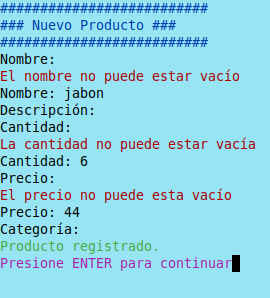 ##########################
### Nuevo Producto ###
##########################
Nombre:
El nombre no puede estar vacío
Nombre: jabon
Descripción:
Cantidad:
La cantidad no puede estar vacía
Cantidad: 6
Precio:
El precio no puede esta vacío
Precio: 44
Categoría:
Producto registrado.
Presione ENTER para continuar